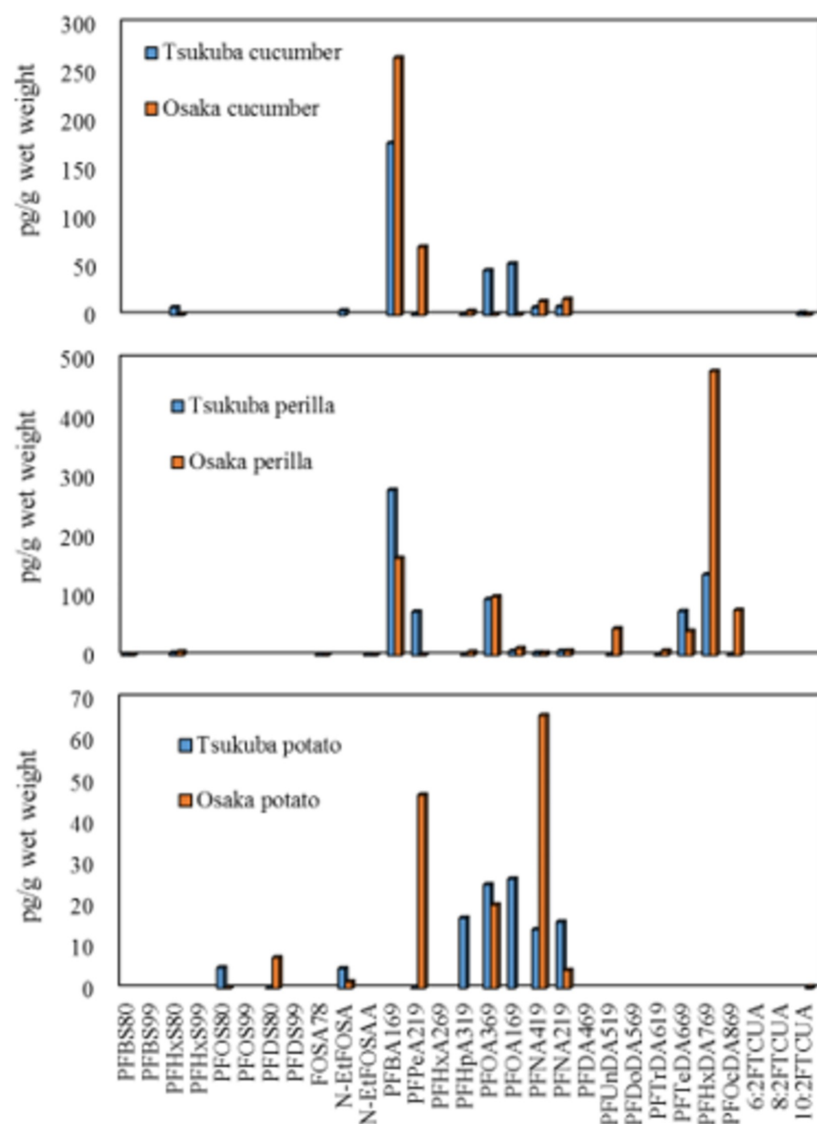 300
250
200
150
100
50
0
pg/g wet weight
Tsukuba cucumber
Osaka cucumber
500
400
300
200
100
0
pg/g wet weight
Tsukuba perilla
Osaka perilla
70
60
50
40
30
20
10
0
pg/g wet weight
Tsukuba potato
Osaka potato
PFBS80
PFBS99
PFHxS80
PFHxS99
PFOS80
PFOS99
PFDS80
PFDS99
FOSA78
N-EtFOSA
N-EtFOSAA
PFBA169
PFPeA219
PFHxA269
PFHpA319
PFOA369
PFOA169
PFNA419
PFNA219
PFDA469
PFUnDA519
PFDoDA569
PFTrDA619
PFTeDA669
PFHxDA769
PFOcDA869
6:2FTCUA
8:2FTCUA
10:2FTCUA